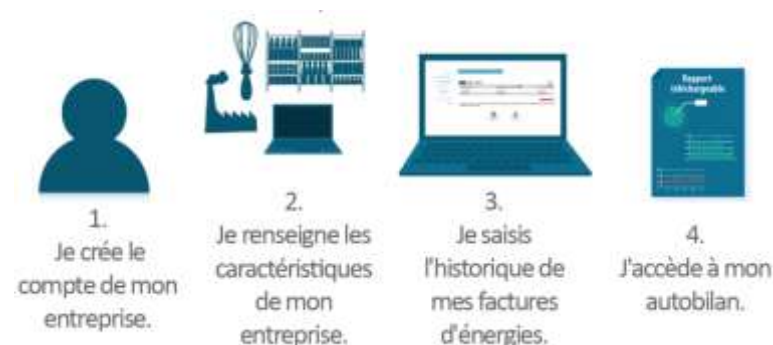 1.
Je crée le
compte de mon
entreprise.
2.
Je renseigne les
caractéristiques
de mon
entreprise.
3.
Je saisis
l'historique de
mes factures
d'énergies.
Rapport
téléchargeable
4.
J'accède à mon
autobilan.